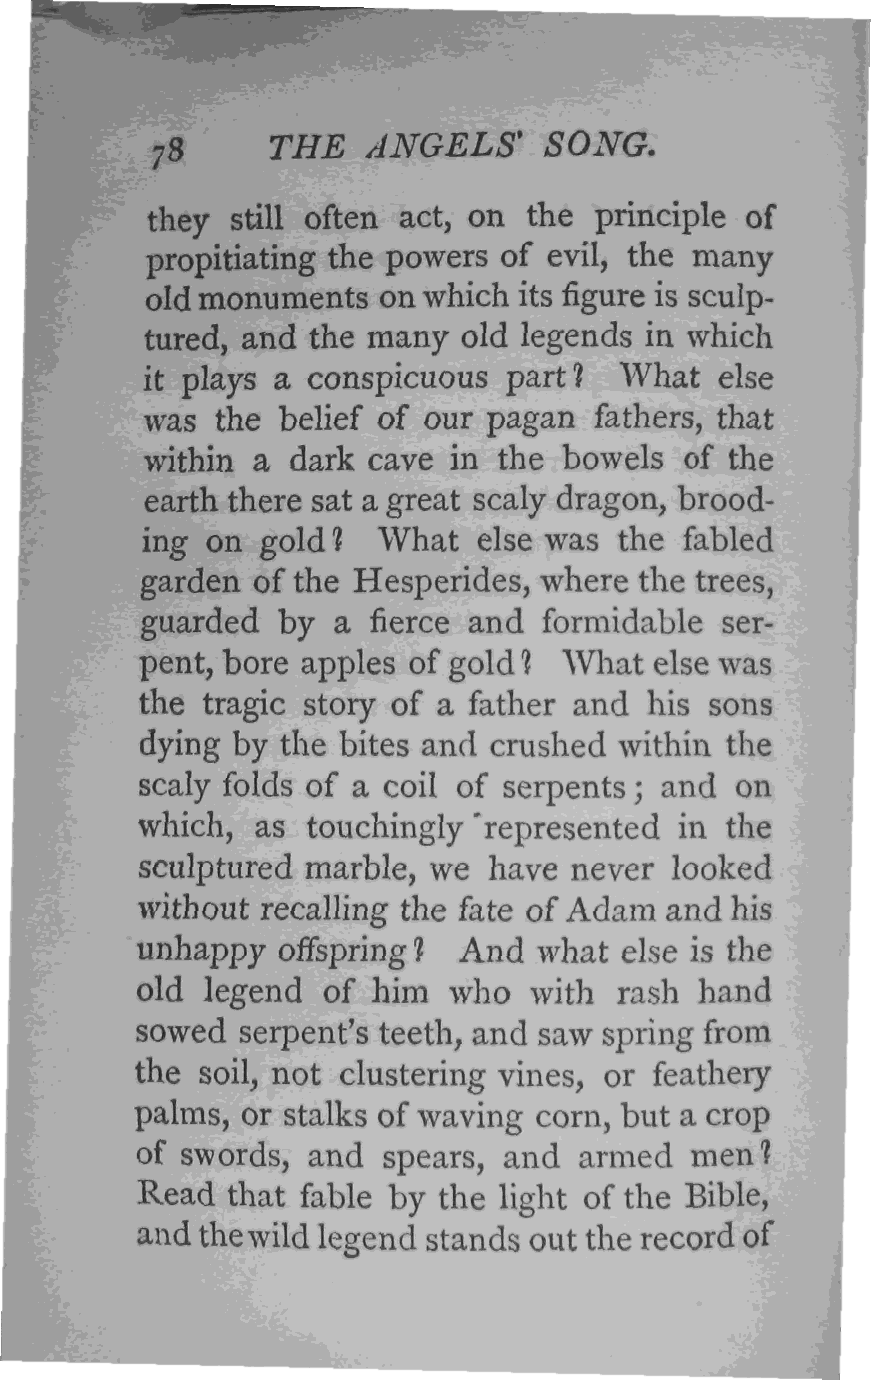 78 THE ANGELS' SONG.
they still often act, on the principle of
propitiating the powers of evil, the many
old monuments on which its figure is sculp-
tured, and the many old legends in which
it plays a conspicuous part? What else
was the belief of our pagan fathers, that
within a dark cave in the bowels of the
earth there sat a great scaly dragon, brood-
ing on gold? What else was the fabled
garden of the Hesperides, where the trees,
guarded by a fierce and formidable ser-
pent, bore apples of gold? What else was
the tragic story of a father and his sons
dying by the bites and crushed within the
scaly folds of a coil of serpents; and on
which, as touchingly represented in the
sculptured marble, we have never looked
without recalling the fate of Adam and his
unhappy offspring? And what else is the
old legend of him who with rash hand
sowed serpent's teeth, and saw spring from
the soil, not clustering vines, or feathery
palms, or stalks of waving corn, but a crop
of swords, and spears, and armed men?
Read that fable by the light of the Bible,
and the wild legend stands out the record of